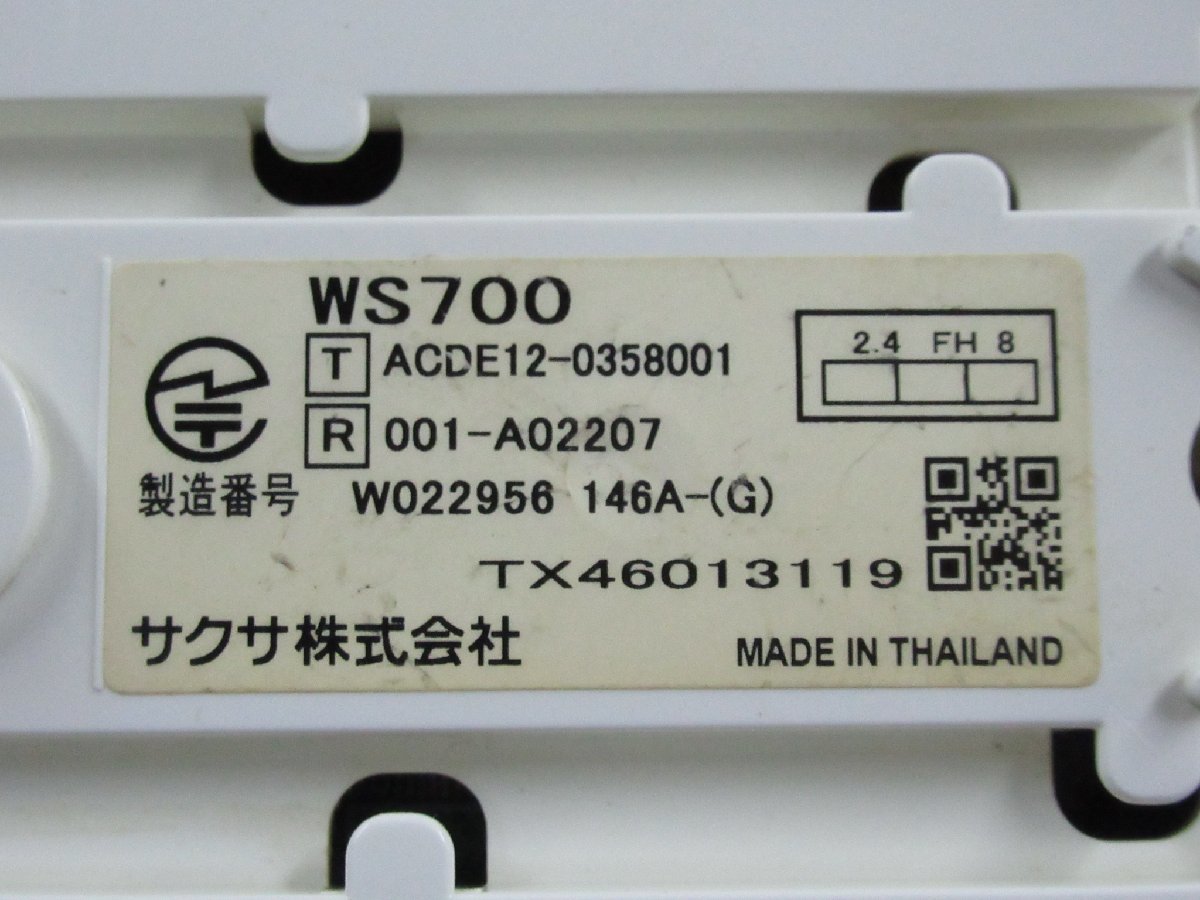 WS700
T ACDE12-0358001
2.4 FH 8
R 001-A02207
製造番号 W022956 146A-(G)
TX46013119
サクサ株式会社
MADE IN THAILAND